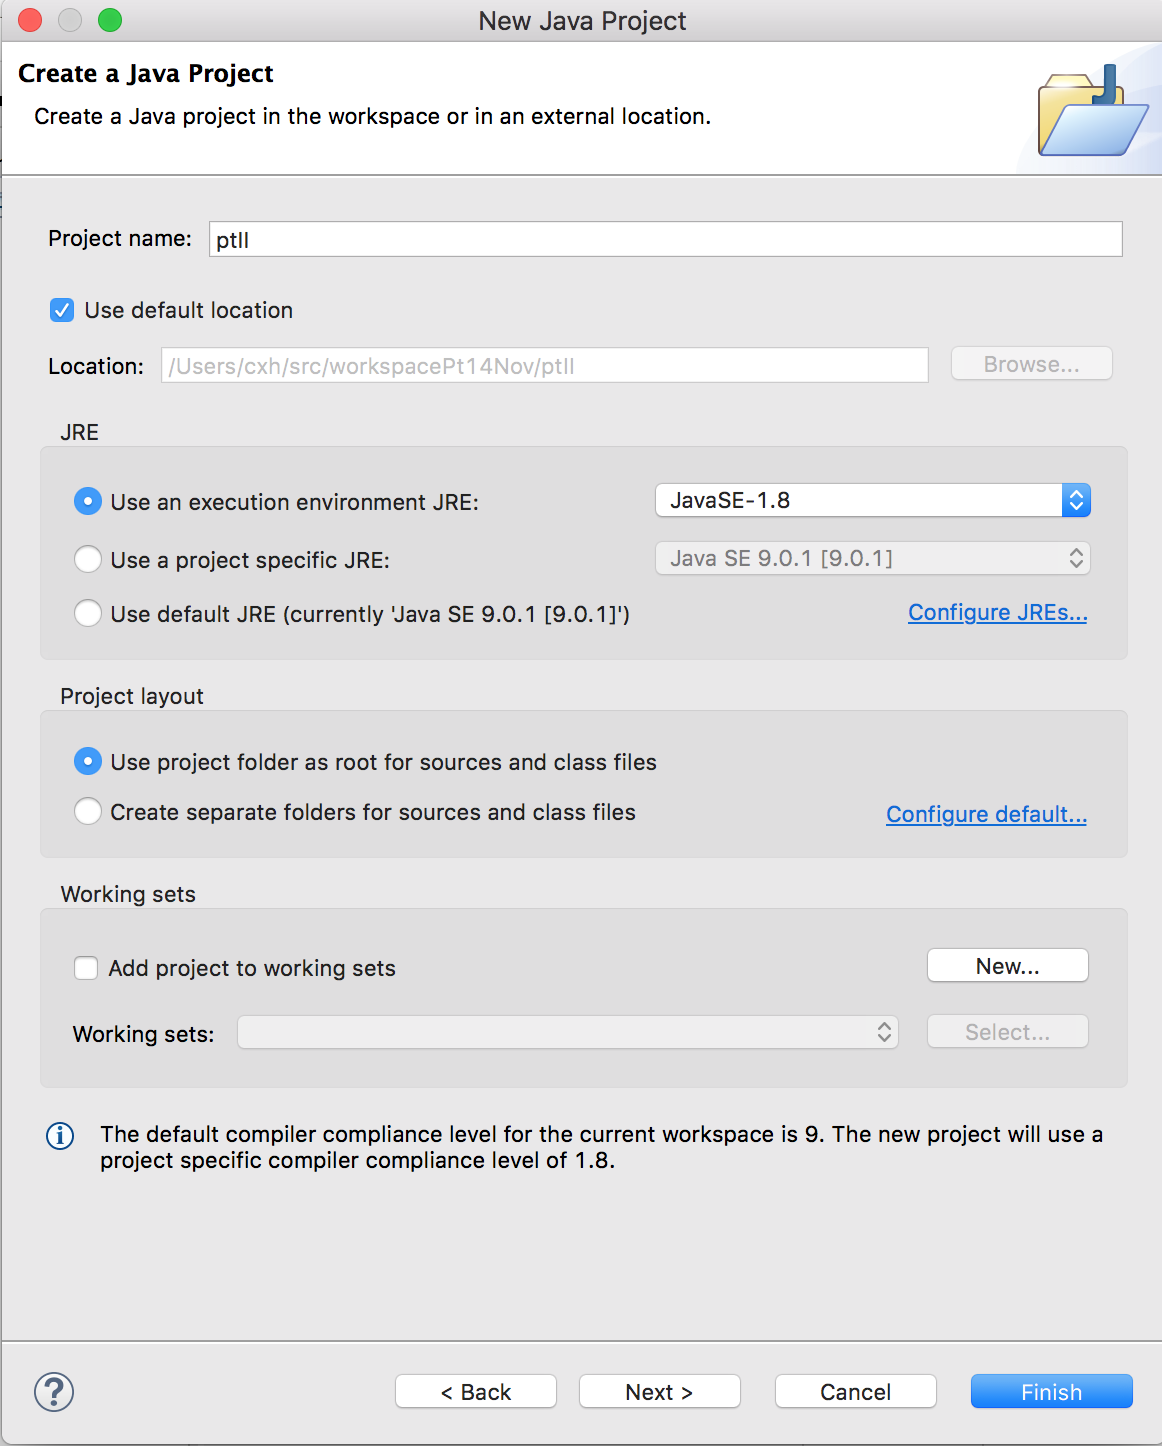 New Java Project
Create a Java Project
Create a Java project in the workspace or in an external location.
Project name: ptII
Use default location
Location: /Users/cxh/src/workspacePt14Nov/ptII Browse...
JRE
Use an execution environment JRE: JavaSE-1.8
Use a project specific JRE: Java SE 9.0.1 [9.0.1]
Use default JRE (currently 'Java SE 9.0.1 [9.0.1]') Configure JREs...
Project layout
Use project folder as root for sources and class files
Create separate folders for sources and class files Configure default...
Working sets
Add project to working sets New...
Working sets: Select...
The default compiler compliance level for the current workspace is 9. The new project will use a
project specific compiler compliance level of 1.8.
? < Back Next > Cancel Finish